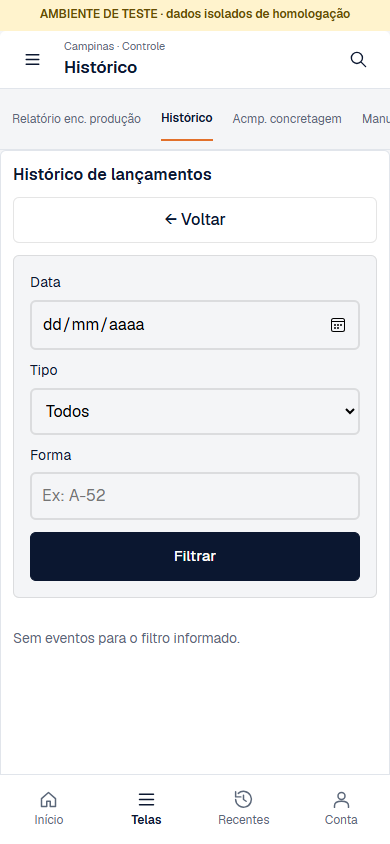 AMBIENTE DE TESTE · dados isolados de homologação
Campinas · Controle
Histórico
Relatório enc. produção Histórico Acmp. concretagem Manu
Histórico de lançamentos
← Voltar
Data
dd/mm/aaaa
Tipo
Todos
Forma
Ex: A-52
Filtrar
Sem eventos para o filtro informado.
Início Telas Recentes Conta